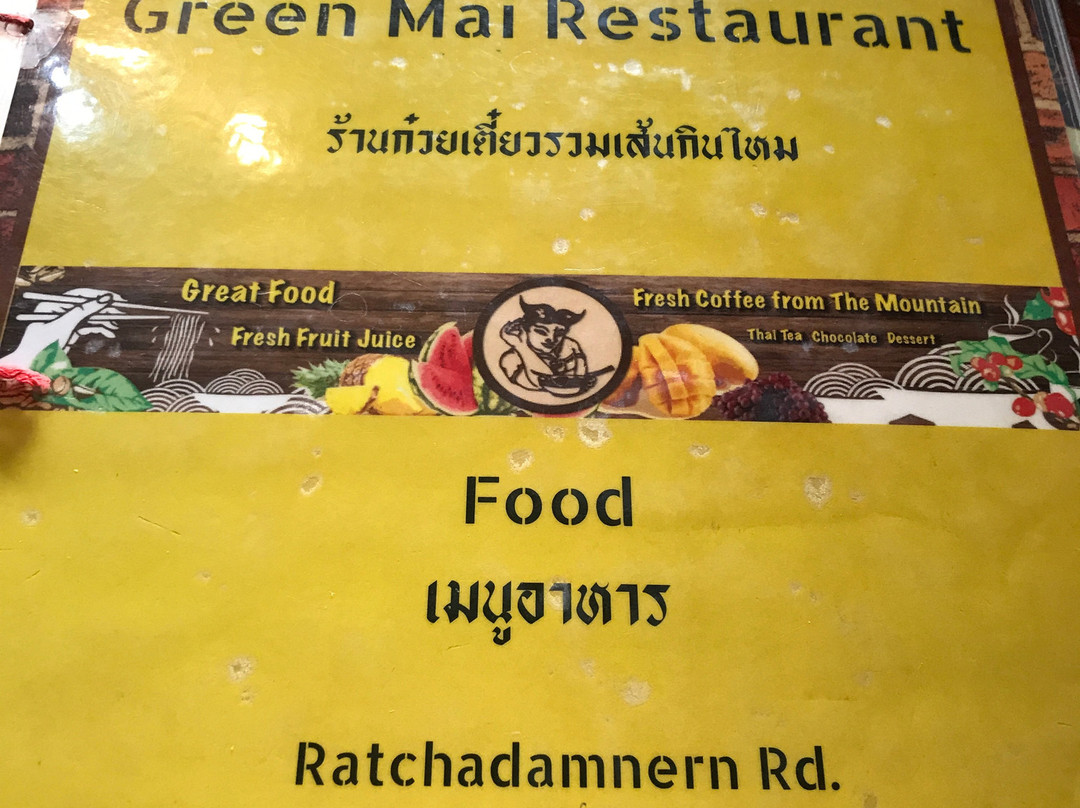 Green Mai Restaurant
ร้านก๋วยเตี๋ยวรวมเส้นกินไหม
Great Food
Fresh Fruit Juice
Fresh Coffee from The Mountain
Thai Tea Chocolate Dessert
Food
เมนูอาหาร
Ratchadamnern Rd.